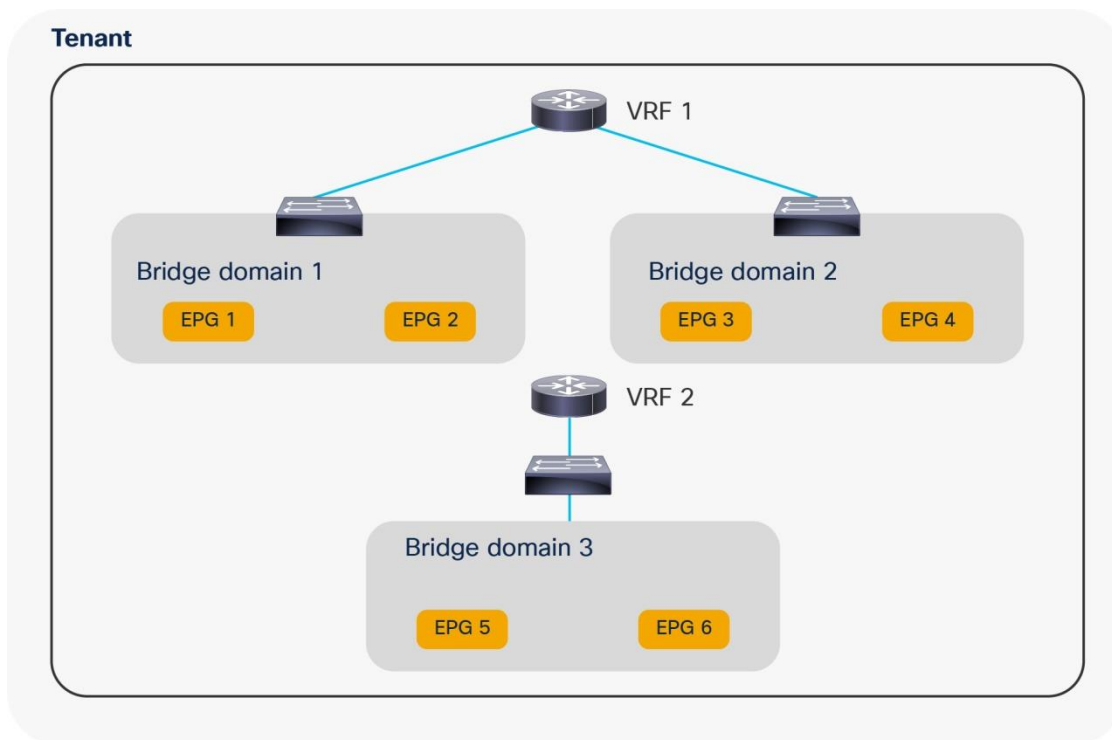 Tenant
VRF 1
Bridge domain 1
Bridge domain 2
EPG 1
EPG 2
EPG 3
EPG 4
VRF 2
Bridge domain 3
EPG 5
EPG 6